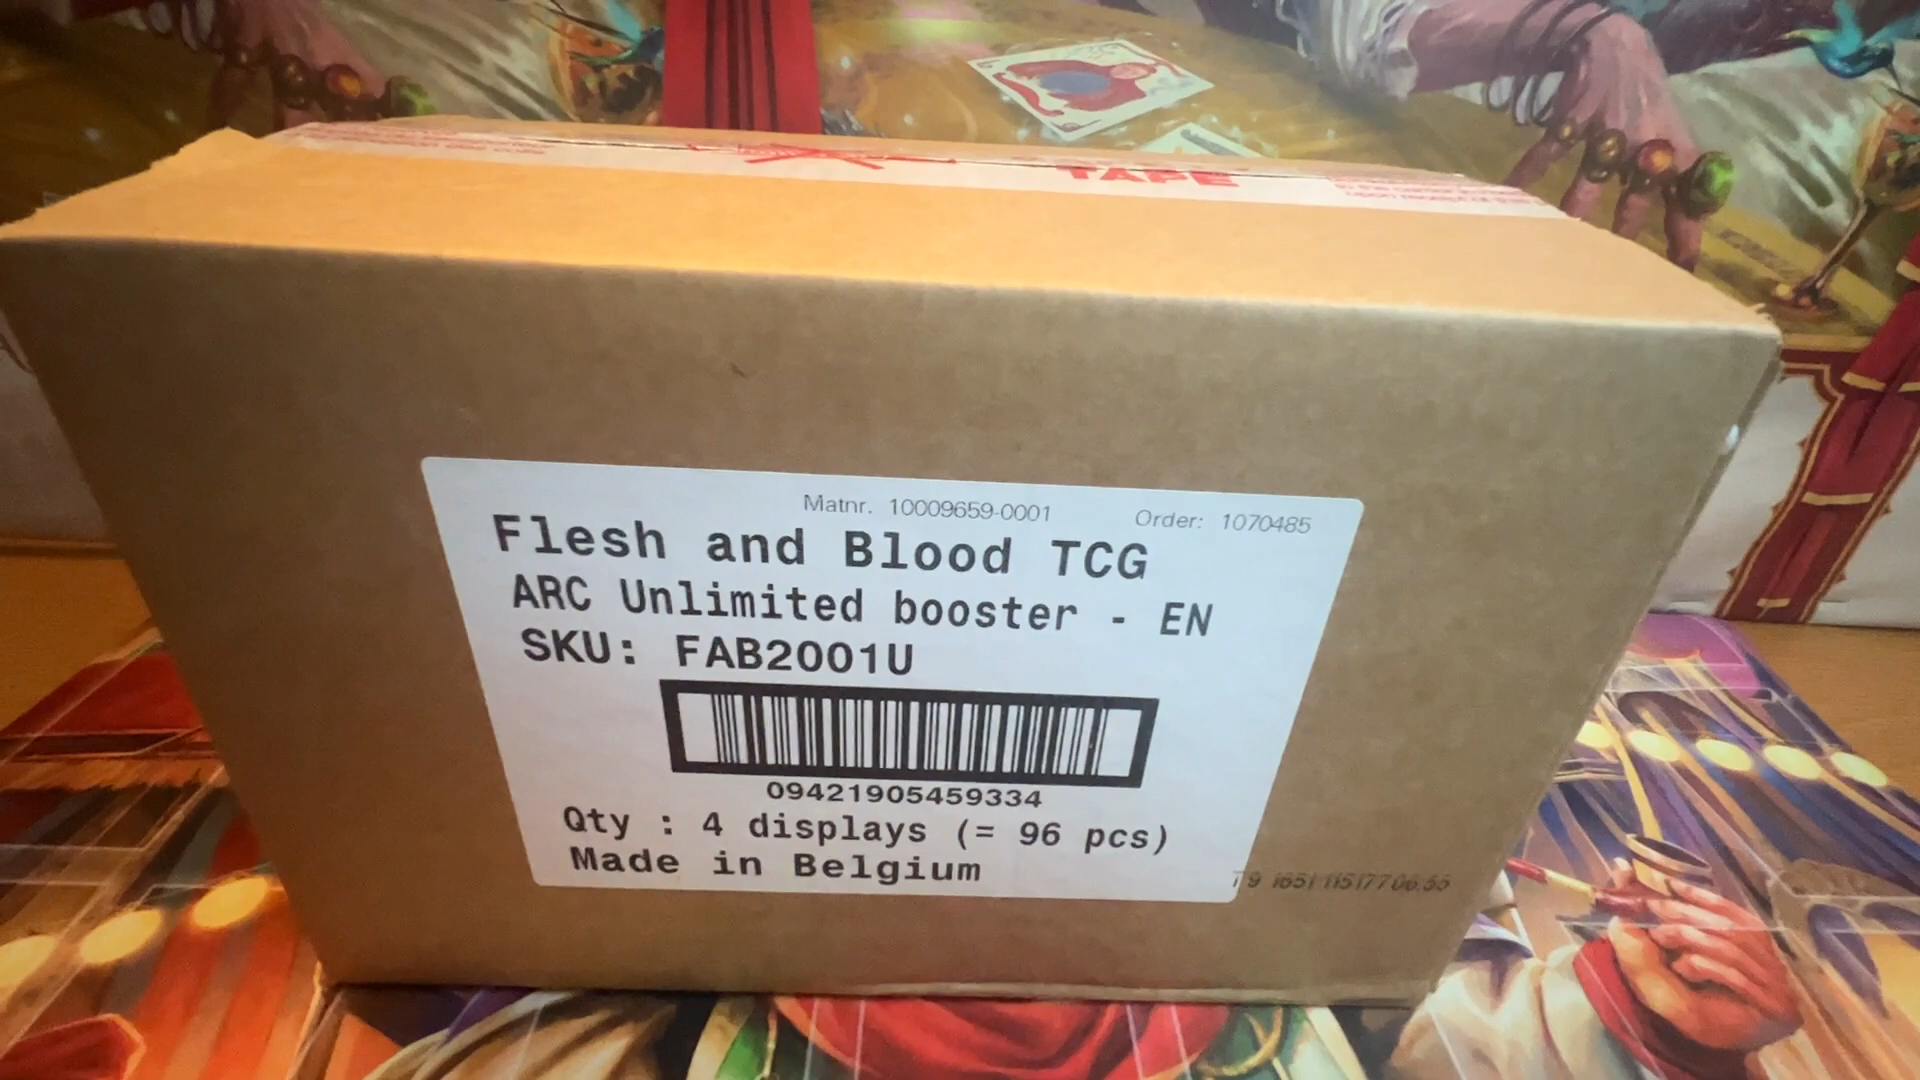 TAPE
Matnr. 10009659-0001 Order: 1070485
Flesh and Blood TCG
ARC Unlimited booster - EN
SKU: FAB2001U
09421905459334
Qty : 4 displays (= 96 pcs)
Made in Belgium